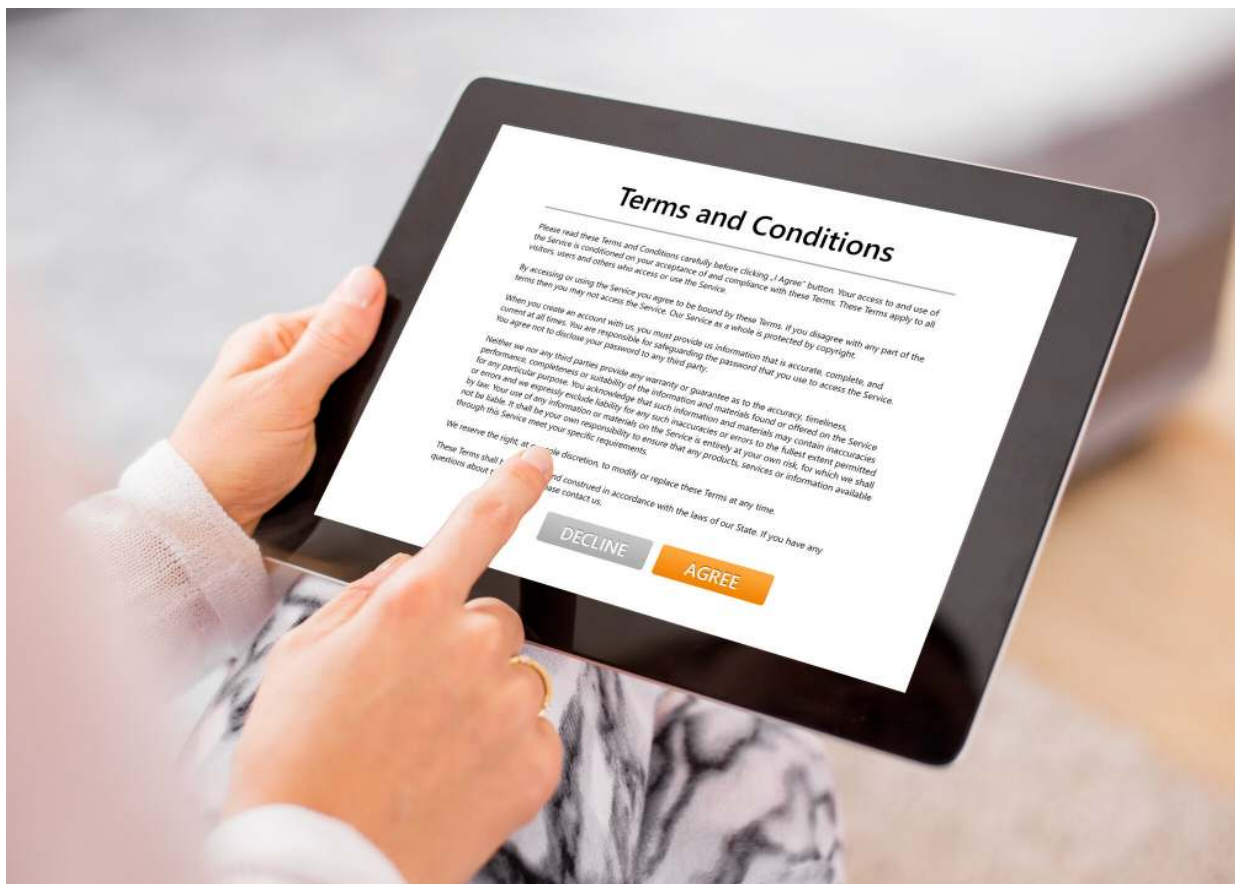 Terms and Conditions
Please read these Terms and Conditions carefully before clicking „I Agree" button. Your access to and use of
the Service is conditioned on your acceptance of and compliance with these Terms. These Terms apply to all
visitors, users and others who access or use the Service.
By accessing or using the Service you agree to be bound by these Terms. If you disagree with any part of the
terms then you may not access the Service. Our Service as a whole is protected by copyright.
When you create an account with us, you must provide us information that is accurate, complete, and
current at all times. You are responsible for safeguarding the password that you use to access the Service.
You agree not to disclose your password to any third party.
Neither we nor any third parties provide any warranty or guarantee as to the accuracy, timeliness,
performance, completeness or suitability of the information and materials found or offered on the Service
for any particular purpose. You acknowledge that such information and materials may contain inaccuracies
or errors and we expressly exclude liability for any such inaccuracies or errors to the fullest extent permitted
by law. Your use of any information or materials on the Service is entirely at your own risk, for which we shall
not be liable. It shall be your own responsibility to ensure that any products, services or information available
through this Service meet your specific requirements.
We reserve the right, at sole discretion, to modify or replace these Terms at any time.
These Terms shall and construed in accordance with the laws of our State. If you have any
questions about contact us.
DECLINE
AGREE